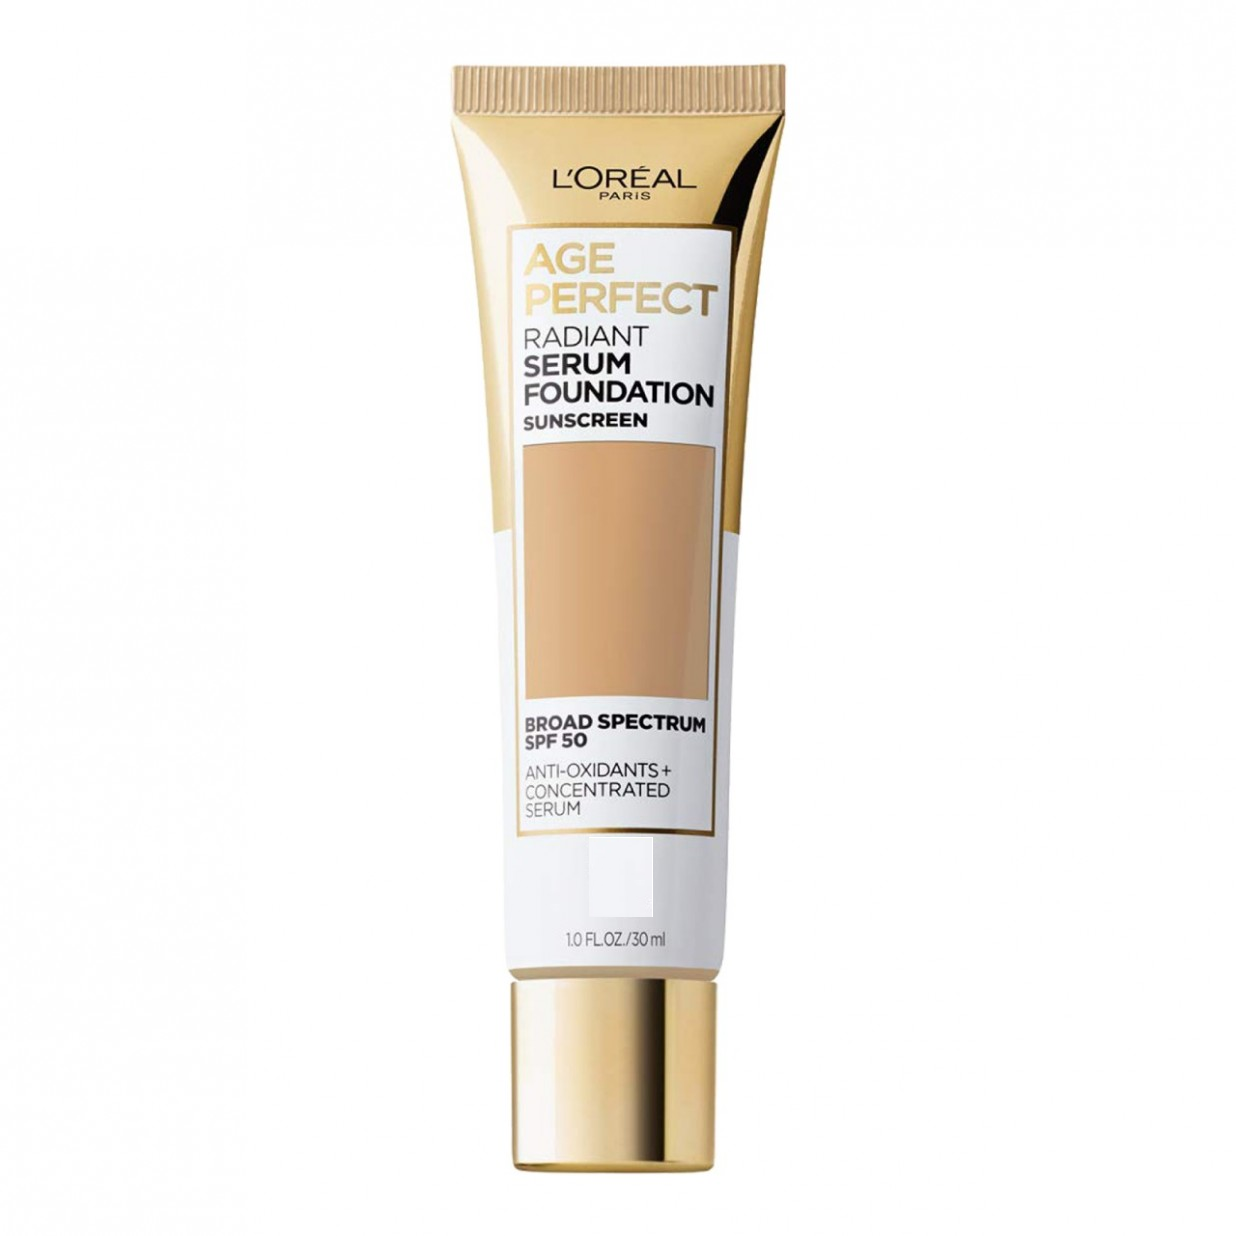 L'ORÉAL
PARIS
AGE
PERFECT
RADIANT
SERUM
FOUNDATION
SUNSCREEN
BROAD SPECTRUM
SPF 50
ANTI-OXIDANTS +
CONCENTRATED
SERUM
1.0 FL.OZ./30 ml